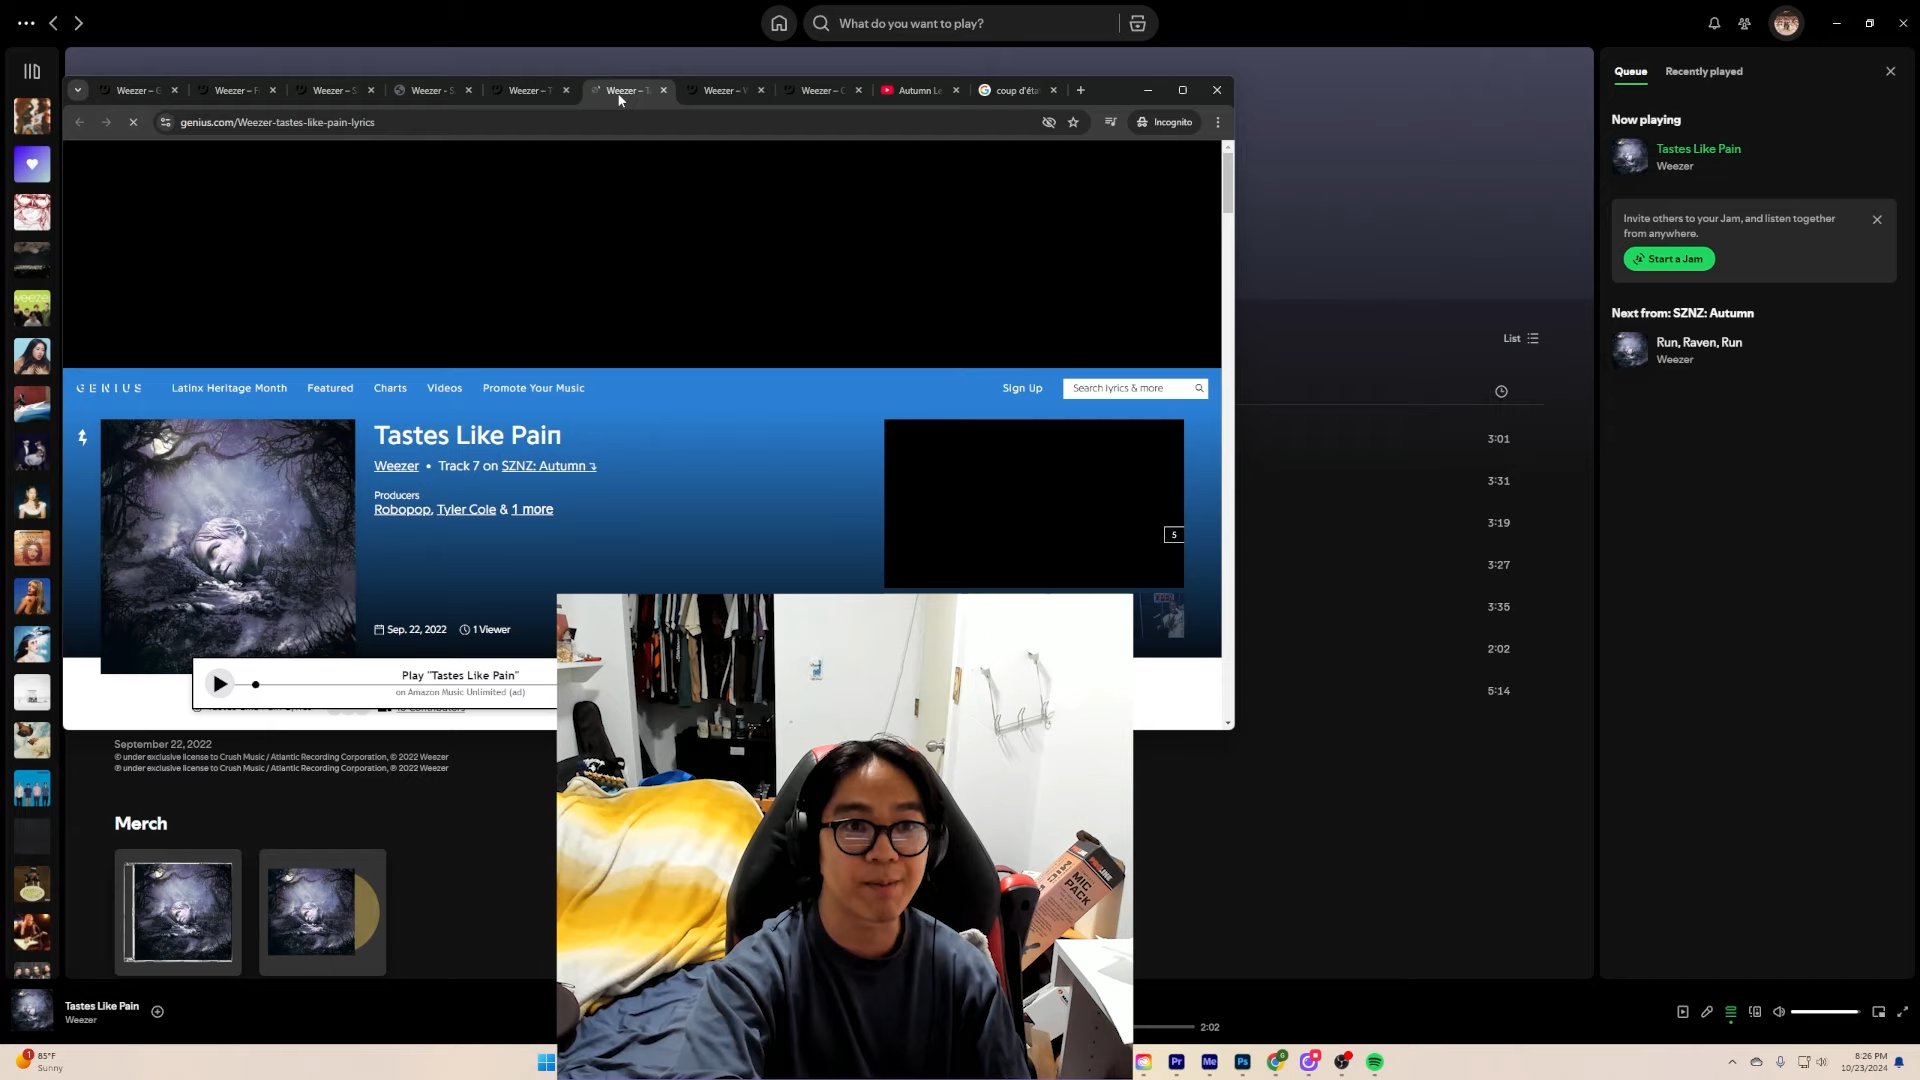 What do you want to play?
Weezer – G
Weezer – F
Weezer – S
Weezer - S
Weezer – T
Weezer – T
Weezer – V
Weezer – C
Autumn Le
coup d'éta
genius.com/Weezer-tastes-like-pain-lyrics
Incognito
GENIUS
Latinx Heritage Month
Featured
Charts
Videos
Promote Your Music
Sign Up
Search lyrics & more
Tastes Like Pain
Weezer • Track 7 on SZNZ: Autumn
Producers
Robopop, Tyler Cole & 1 more
5
Sep. 22, 2022
1 Viewer
Play "Tastes Like Pain"
on Amazon Music Unlimited (ad)
September 22, 2022
© under exclusive license to Crush Music / Atlantic Recording Corporation, © 2022 Weezer
℗ under exclusive license to Crush Music / Atlantic Recording Corporation, ℗ 2022 Weezer
Merch
List
3:01
3:31
3:19
3:27
3:35
2:02
5:14
Queue
Recently played
Now playing
Tastes Like Pain
Weezer
Invite others to your Jam, and listen together
from anywhere.
Start a Jam
Next from: SZNZ: Autumn
Run, Raven, Run
Weezer
MIC
PACK
Tastes Like Pain
Weezer
2:02
1
85°F
Sunny
Pr
Me
Ps
8:26 PM
10/23/2024